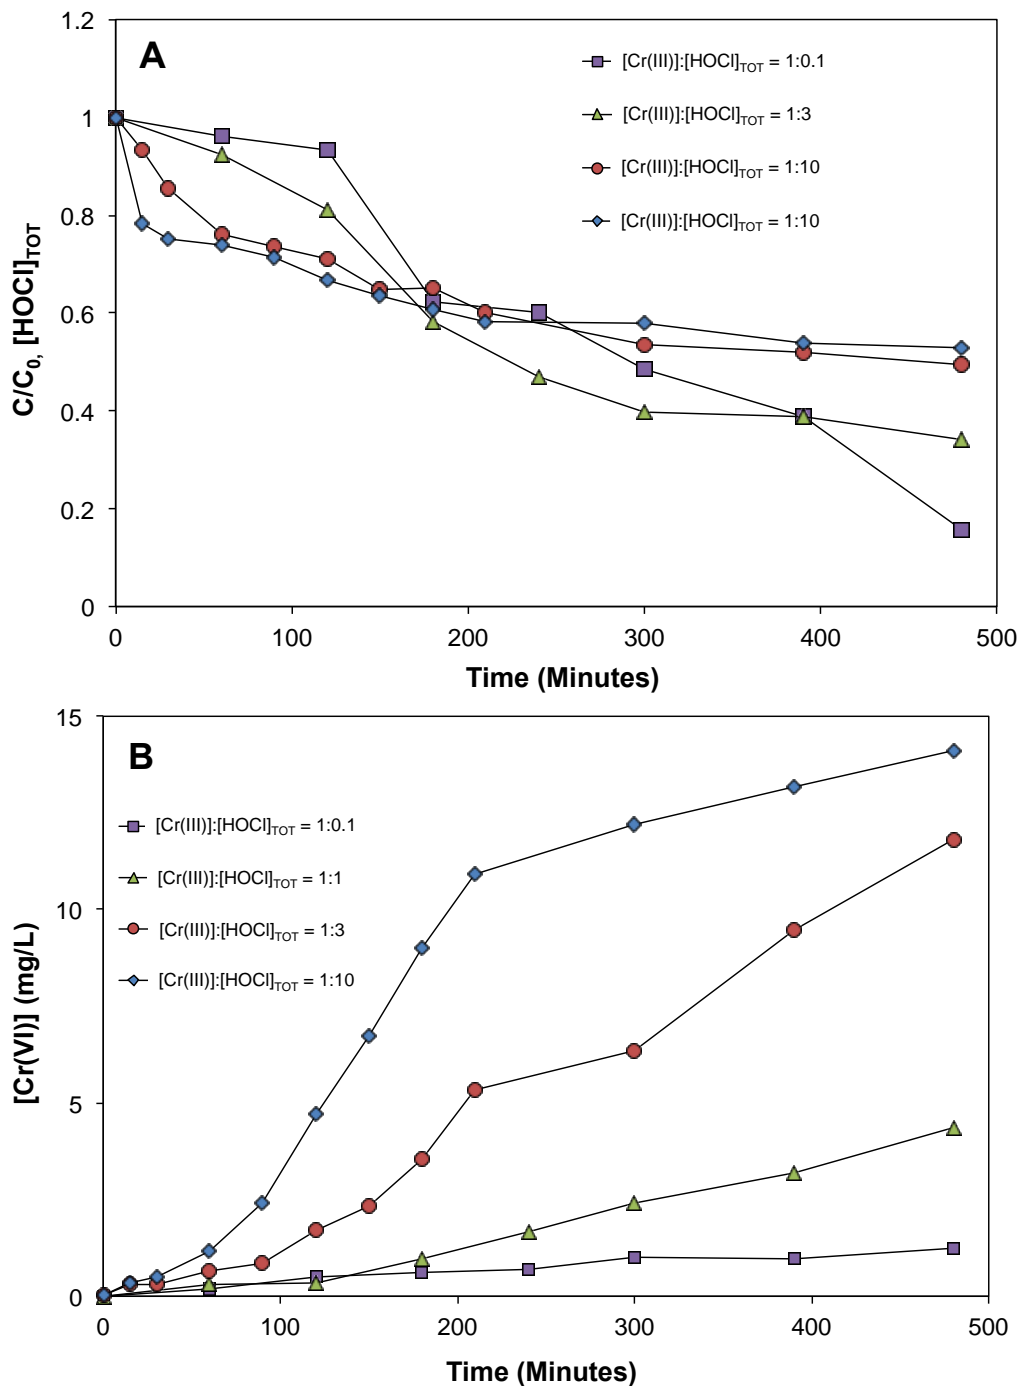 A
[Cr(III)]:[HOCl]TOT = 1:0.1
[Cr(III)]:[HOCl]TOT = 1:3
[Cr(III)]:[HOCl]TOT = 1:10
[Cr(III)]:[HOCl]TOT = 1:10
C/C0, [HOCl]TOT
1.2
1
0.8
0.6
0.4
0.2
0
0 100 200 300 400 500
Time (Minutes)
B
[Cr(III)]:[HOCl]TOT = 1:0.1
[Cr(III)]:[HOCl]TOT = 1:1
[Cr(III)]:[HOCl]TOT = 1:3
[Cr(III)]:[HOCl]TOT = 1:10
[Cr(VI)] (mg/L)
15
10
5
0
0 100 200 300 400 500
Time (Minutes)